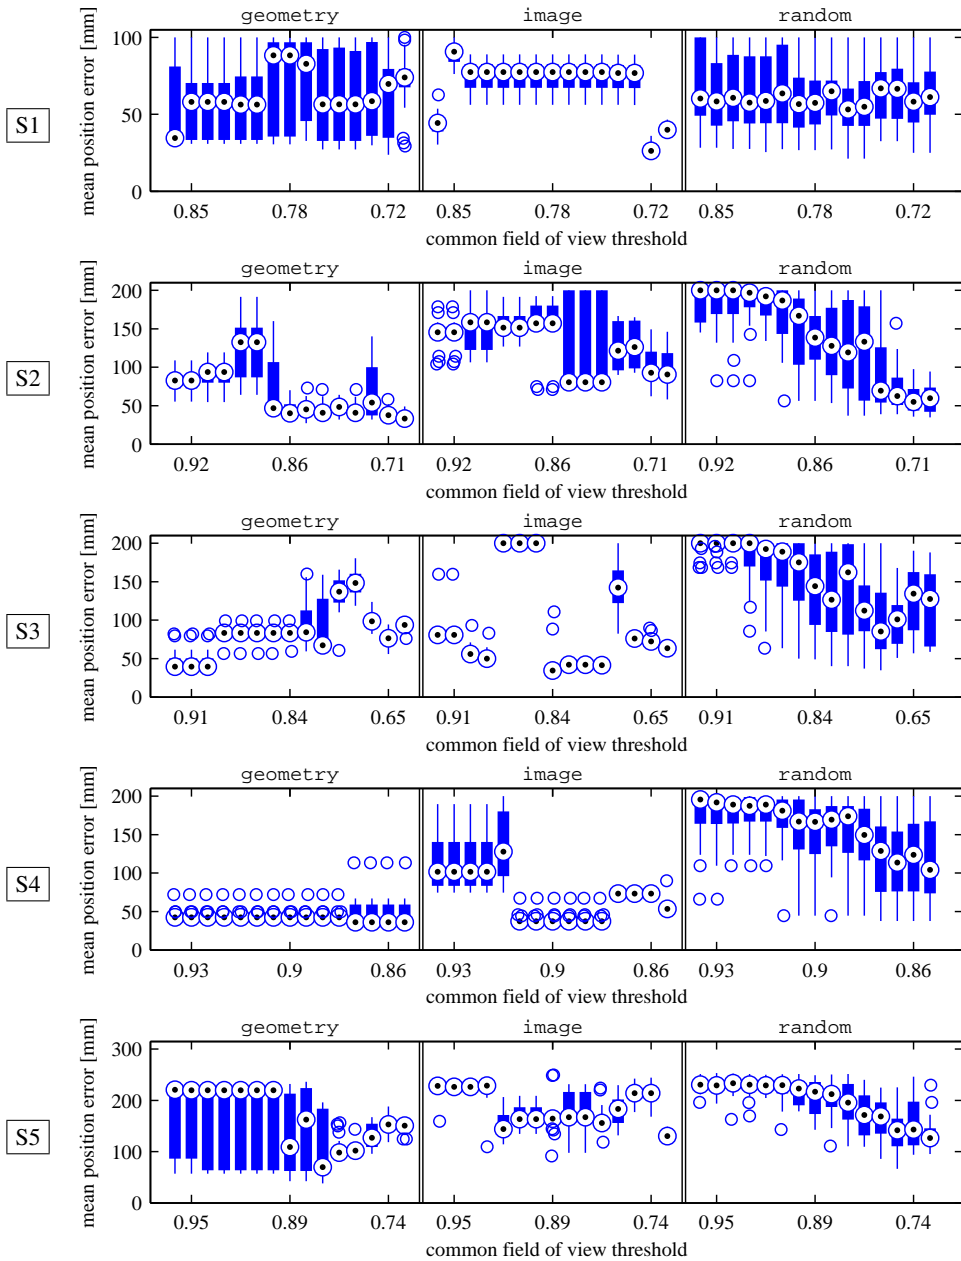 geometry image random
S1
mean position error [mm]
100
50
0
0.85 0.78 0.72 0.85 0.78 0.72 0.85 0.78 0.72
common field of view threshold
geometry image random
S2
mean position error [mm]
200
150
100
50
0
0.92 0.86 0.71 0.92 0.86 0.71 0.92 0.86 0.71
common field of view threshold
geometry image random
S3
mean position error [mm]
200
150
100
50
0
0.91 0.84 0.65 0.91 0.84 0.65 0.91 0.84 0.65
common field of view threshold
geometry image random
S4
mean position error [mm]
200
150
100
50
0
0.93 0.9 0.86 0.93 0.9 0.86 0.93 0.9 0.86
common field of view threshold
geometry image random
S5
mean position error [mm]
300
200
100
0
0.95 0.89 0.74 0.95 0.89 0.74 0.95 0.89 0.74
common field of view threshold